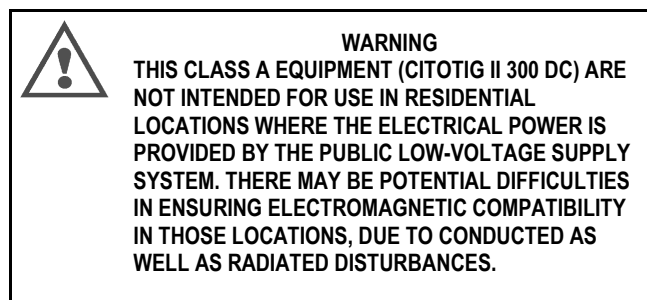 WARNING
THIS CLASS A EQUIPMENT (CITOTIG II 300 DC) ARE
NOT INTENDED FOR USE IN RESIDENTIAL
LOCATIONS WHERE THE ELECTRICAL POWER IS
PROVIDED BY THE PUBLIC LOW-VOLTAGE SUPPLY
SYSTEM. THERE MAY BE POTENTIAL DIFFICULTIES
IN ENSURING ELECTROMAGNETIC COMPATIBILITY
IN THOSE LOCATIONS, DUE TO CONDUCTED AS
WELL AS RADIATED DISTURBANCES.